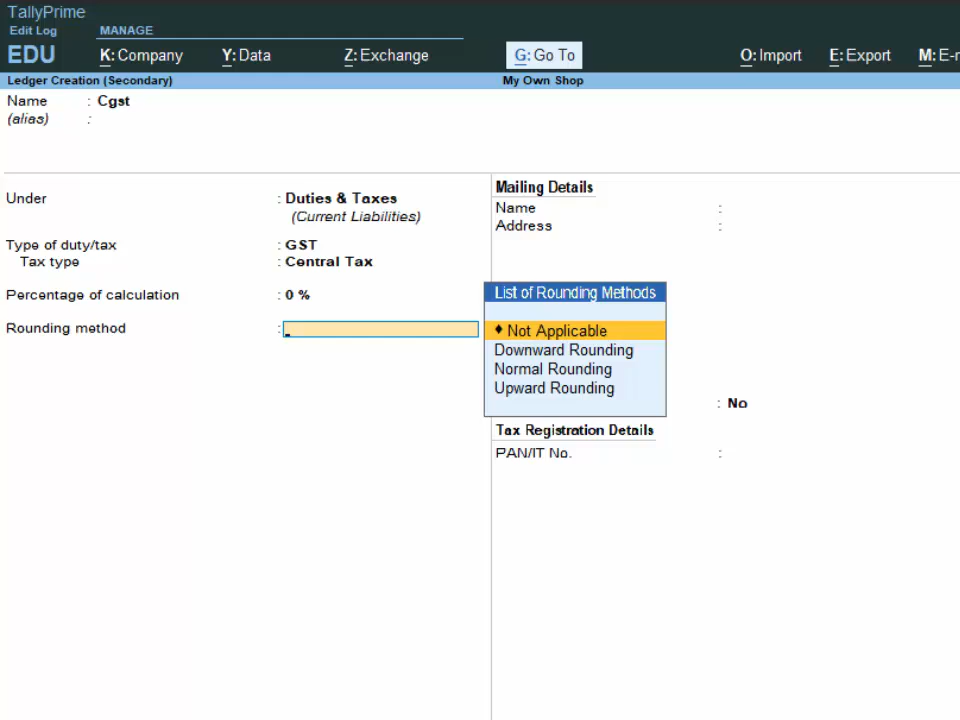 TallyPrime
Edit Log
MANAGE
EDU
K: Company
Y: Data
Z: Exchange
G: Go To
O: Import
E: Export
M: E-
Ledger Creation (Secondary)
My Own Shop
Name : Cgst
(alias) :
Under : Duties & Taxes
(Current Liabilities)
Type of duty/tax : GST
Tax type : Central Tax
Percentage of calculation : 0 %
Rounding method :
Mailing Details
Name :
Address :
List of Rounding Methods
♦ Not Applicable
Downward Rounding
Normal Rounding
Upward Rounding
: No
Tax Registration Details
PAN/IT No. :